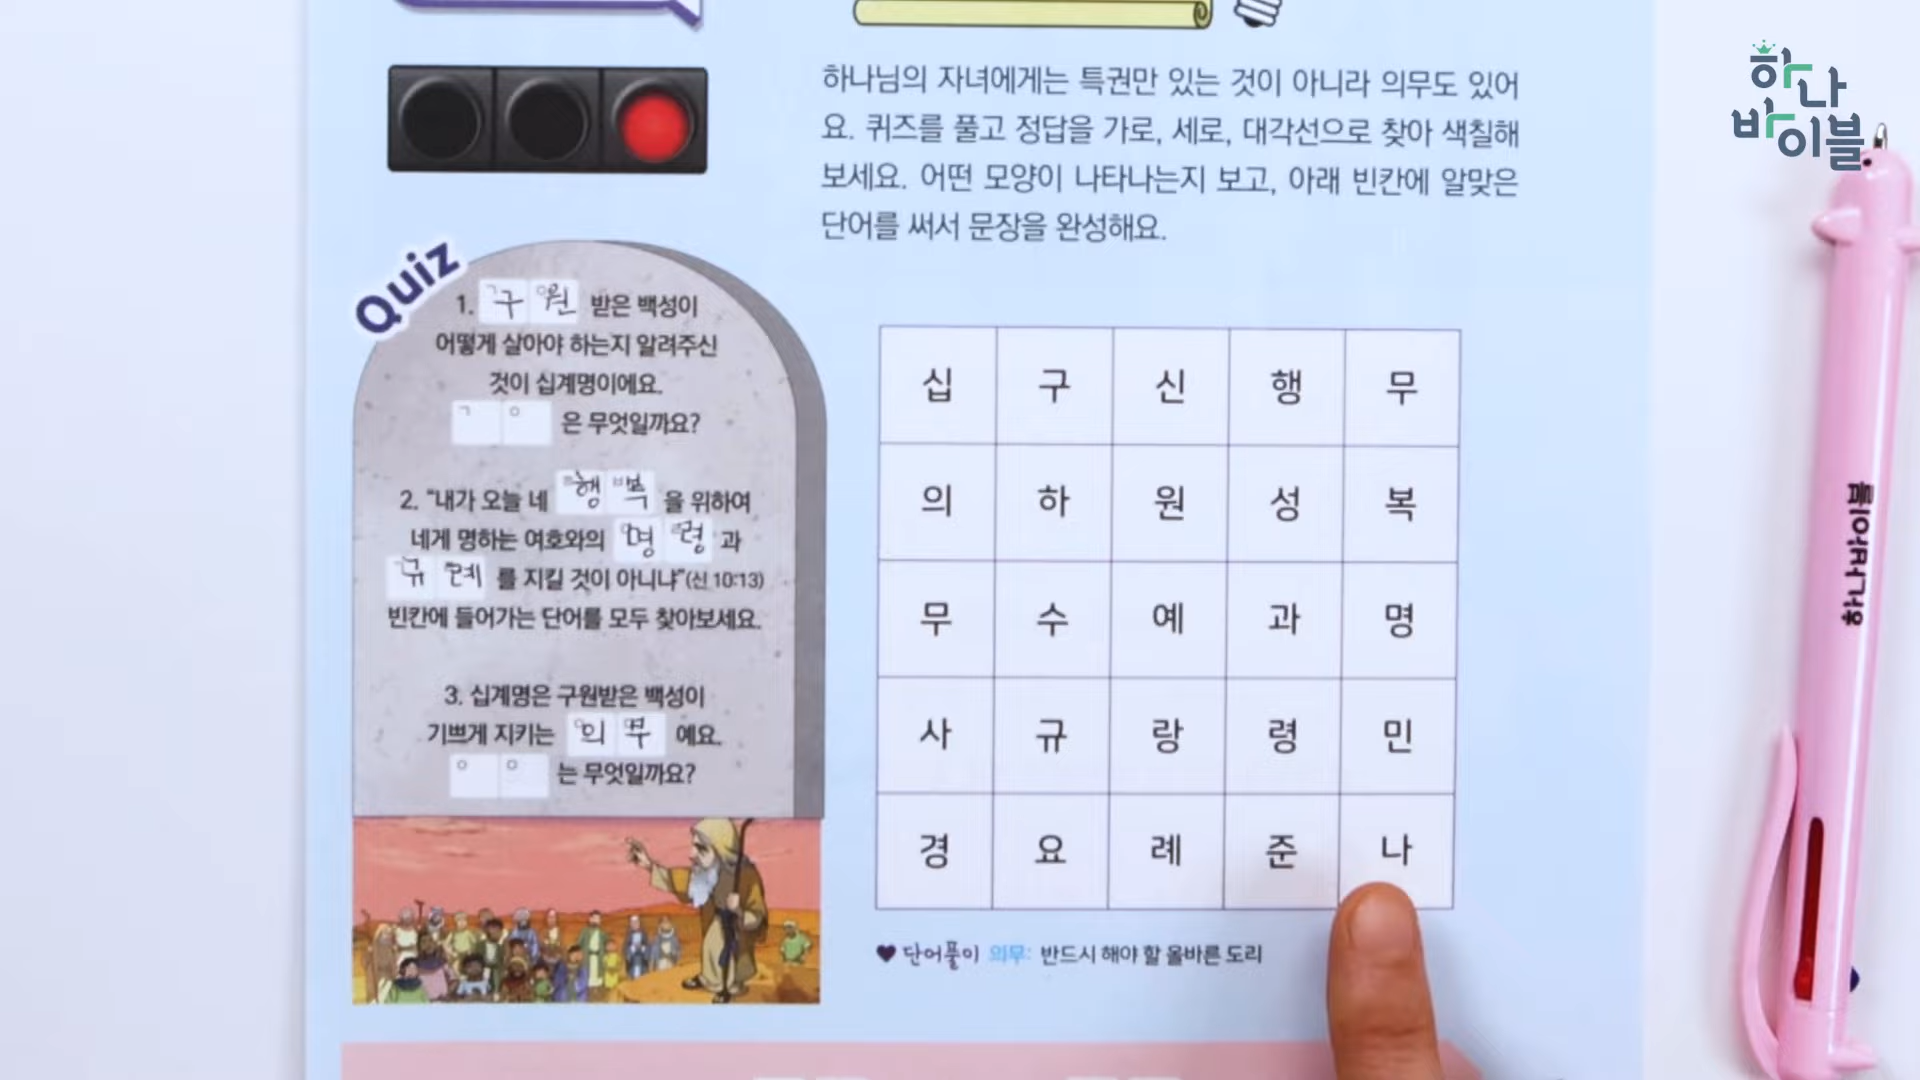 하나
바이블
하나님의 자녀에게는 특권만 있는 것이 아니라 의무도 있어
요. 퀴즈를 풀고 정답을 가로, 세로, 대각선으로 찾아 색칠해
보세요. 어떤 모양이 나타나는지 보고, 아래 빈칸에 알맞은
단어를 써서 문장을 완성해요.
Quiz
1. 구원 받은 백성이
어떻게 살아야 하는지 알려주신
것이 십계명이에요.
ㄱ ㅇ 은 무엇일까요?
2. "내가 오늘 네 행복 을 위하여
네게 명하는 여호와의 명령 과
규례 를 지킬 것이 아니냐"(신 10:13)
빈칸에 들어가는 단어를 모두 찾아보세요.
3. 십계명은 구원받은 백성이
기쁘게 지키는 의무 예요.
ㅇ ㅇ 는 무엇일까요?
십 구 신 행 무
의 하 원 성 복
무 수 예 과 명
사 규 랑 령 민
경 요 례 준 나
♥ 단어풀이 의무: 반드시 해야 할 올바른 도리
하나바이블